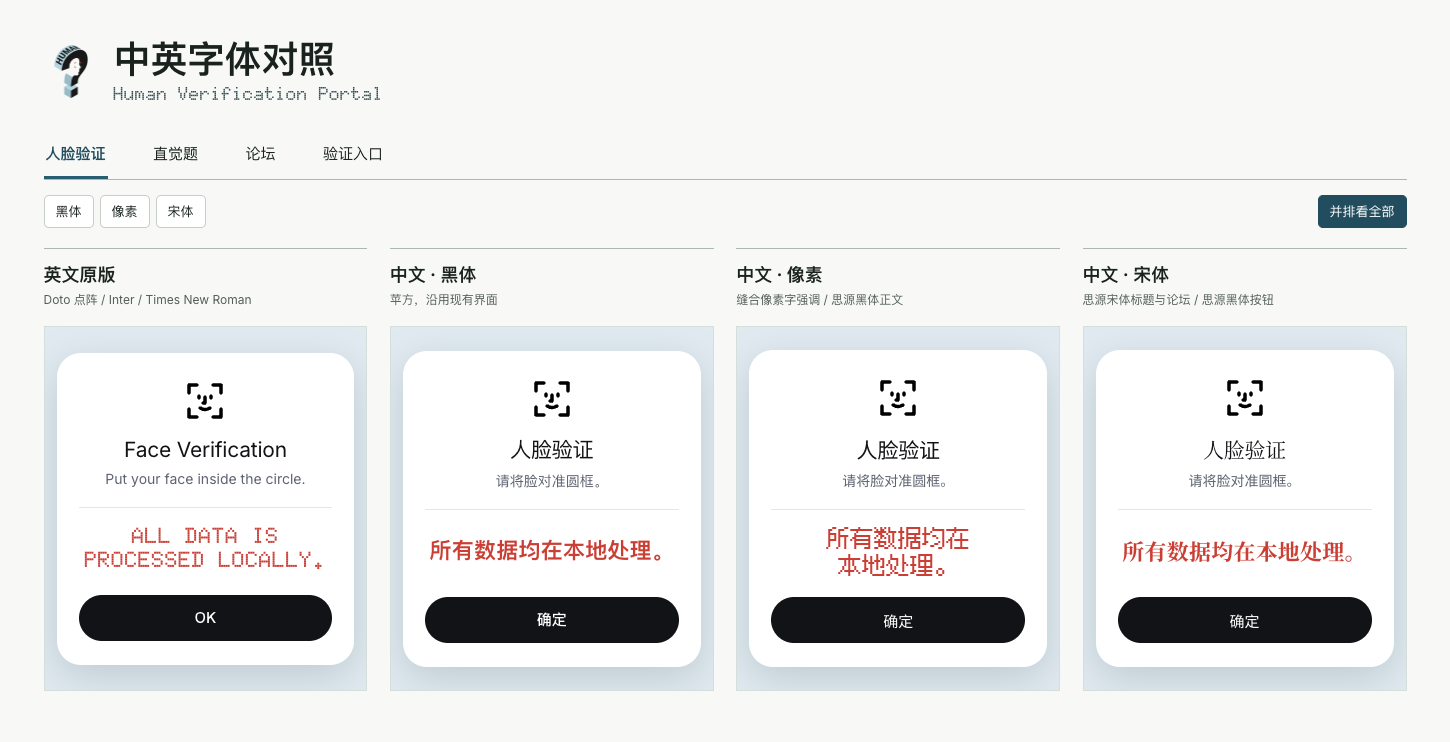 HUMAN
中英字体对照
Human Verification Portal
人脸验证 直觉题 论坛 验证入口
黑体 像素 宋体 并排看全部
英文原版
Doto 点阵 / Inter / Times New Roman
Face Verification
Put your face inside the circle.
ALL DATA IS
PROCESSED LOCALLY.
OK
中文 · 黑体
苹方，沿用现有界面
人脸验证
请将脸对准圆框。
所有数据均在本地处理。
确定
中文 · 像素
缝合像素字强调 / 思源黑体正文
人脸验证
请将脸对准圆框。
所有数据均在
本地处理。
确定
中文 · 宋体
思源宋体标题与论坛 / 思源黑体按钮
人脸验证
请将脸对准圆框。
所有数据均在本地处理。
确定